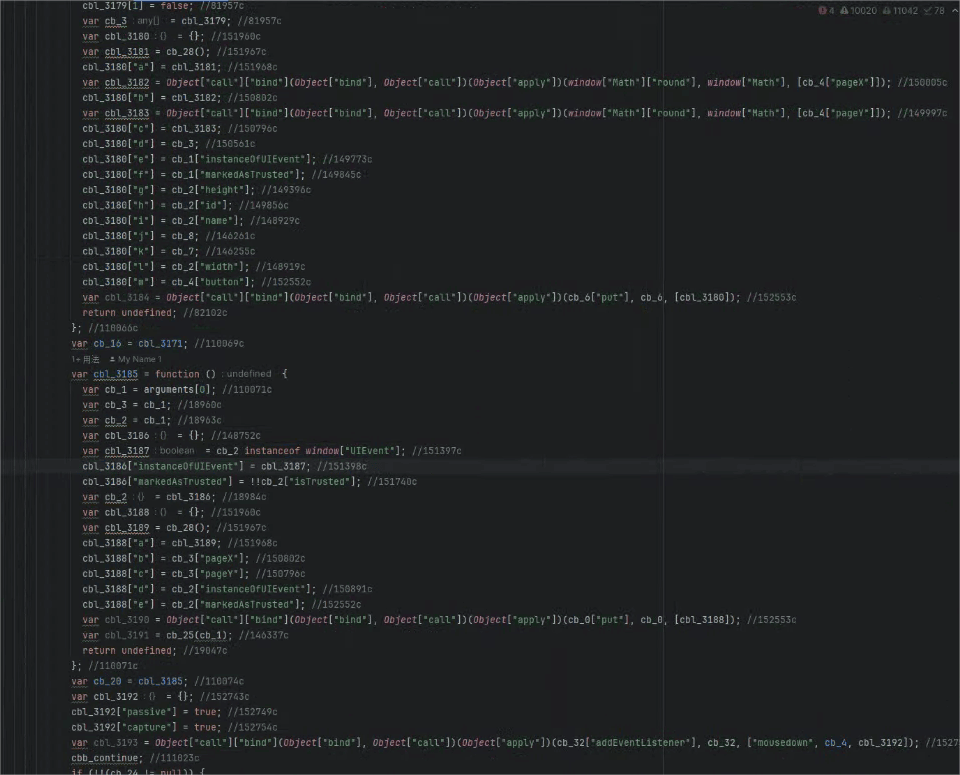 cbl_3179[1] = false; //81957c
4 10020 11042 78
var cb_3 : any[] = cbl_3179; //81957c
var cbl_3180 : {} = {}; //151960c
var cbl_3181 = cb_28(); //151967c
cbl_3180["a"] = cbl_3181; //151968c
var cbl_3182 = Object["call"]["bind"](Object["bind"], Object["call"])(Object["apply"])(window["Math"]["round"], window["Math"], [cb_4["pageX"]]); //150805c
cbl_3180["b"] = cbl_3182; //150802c
var cbl_3183 = Object["call"]["bind"](Object["bind"], Object["call"])(Object["apply"])(window["Math"]["round"], window["Math"], [cb_4["pageY"]]); //149997c
cbl_3180["c"] = cbl_3183; //150796c
cbl_3180["d"] = cb_3; //150561c
cbl_3180["e"] = cb_1["instanceOfUIEvent"]; //149773c
cbl_3180["f"] = cb_1["markedAsTrusted"]; //149845c
cbl_3180["g"] = cb_2["height"]; //149396c
cbl_3180["h"] = cb_2["id"]; //149856c
cbl_3180["i"] = cb_2["name"]; //148929c
cbl_3180["j"] = cb_8; //146261c
cbl_3180["k"] = cb_7; //146255c
cbl_3180["l"] = cb_2["width"]; //148919c
cbl_3180["m"] = cb_4["button"]; //152552c
var cbl_3184 = Object["call"]["bind"](Object["bind"], Object["call"])(Object["apply"])(cb_6["put"], cb_6, [cbl_3180]); //152553c
return undefined; //82102c
}; //110066c
var cb_16 = cbl_3171; //110069c
1+ 用法 My Name 1
var cbl_3185 = function () : undefined {
var cb_1 = arguments[0]; //110071c
var cb_3 = cb_1; //18960c
var cb_2 = cb_1; //18963c
var cbl_3186 : {} = {}; //148752c
var cbl_3187 : boolean = cb_2 instanceof window["UIEvent"]; //151397c
cbl_3186["instanceOfUIEvent"] = cbl_3187; //151398c
cbl_3186["markedAsTrusted"] = !!cb_2["isTrusted"]; //151740c
var cb_2 : {} = cbl_3186; //18984c
var cbl_3188 : {} = {}; //151960c
var cbl_3189 = cb_28(); //151967c
cbl_3188["a"] = cbl_3189; //151968c
cbl_3188["b"] = cb_3["pageX"]; //150802c
cbl_3188["c"] = cb_3["pageY"]; //150796c
cbl_3188["d"] = cb_2["instanceOfUIEvent"]; //150891c
cbl_3188["e"] = cb_2["markedAsTrusted"]; //152552c
var cbl_3190 = Object["call"]["bind"](Object["bind"], Object["call"])(Object["apply"])(cb_0["put"], cb_0, [cbl_3188]); //152553c
var cbl_3191 = cb_25(cb_1); //146337c
return undefined; //19047c
}; //110071c
var cb_20 = cbl_3185; //110074c
var cbl_3192 : {} = {}; //152743c
cbl_3192["passive"] = true; //152749c
cbl_3192["capture"] = true; //152754c
var cbl_3193 = Object["call"]["bind"](Object["bind"], Object["call"])(Object["apply"])(cb_32["addEventListener"], cb_32, ["mousedown", cb_4, cbl_3192]); //1527
cbb_continue; //111023c
if (!!(cb_24 != null)) {